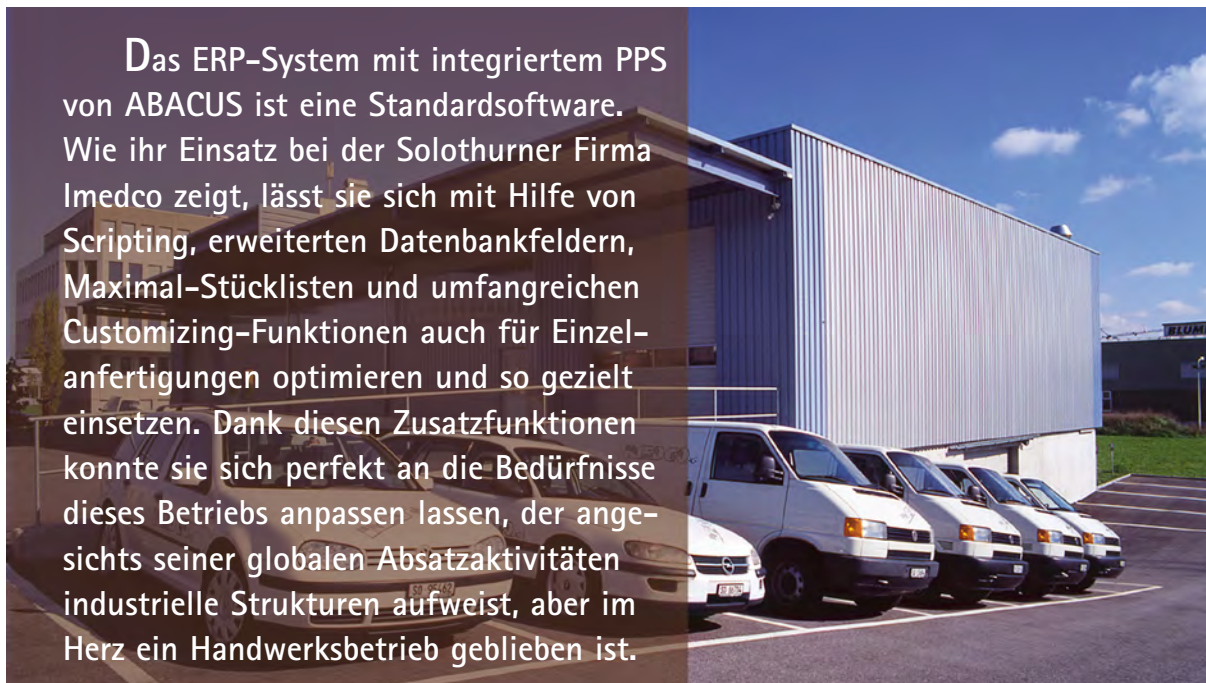 Das ERP-System mit integriertem PPS
von ABACUS ist eine Standardsoftware.
Wie ihr Einsatz bei der Solothurner Firma
Imedco zeigt, lässt sie sich mit Hilfe von
Scripting, erweiterten Datenbankfeldern,
Maximal-Stücklisten und umfangreichen
Customizing-Funktionen auch für Einzel-
anfertigungen optimieren und so gezielt
einsetzen. Dank diesen Zusatzfunktionen
konnte sie sich perfekt an die Bedürfnisse
dieses Betriebs anpassen lassen, der ange-
sichts seiner globalen Absatzaktivitäten
industrielle Strukturen aufweist, aber im
Herz ein Handwerksbetrieb geblieben ist.